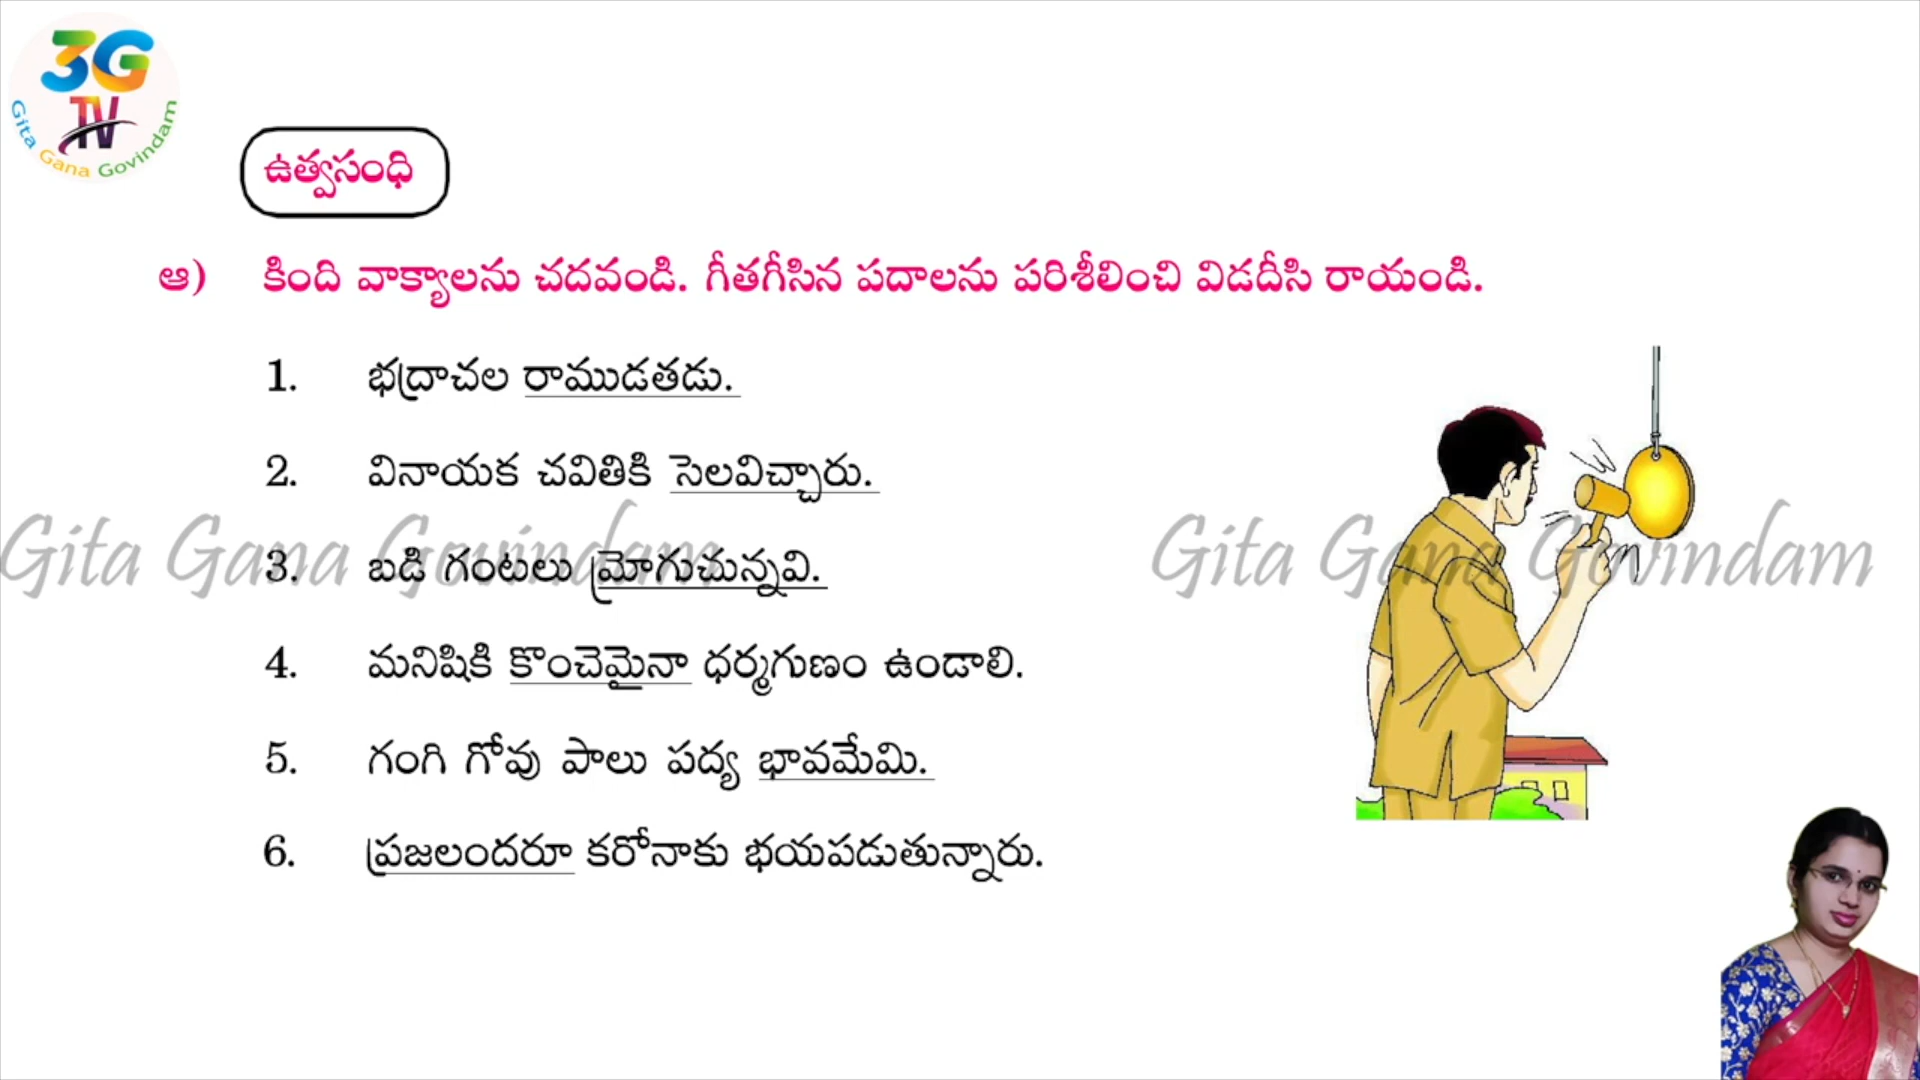 3G
TV
Gita Gana Govindam
ఉత్వసంధి
ఆ) కింది వాక్యాలను చదవండి. గీతగీసిన పదాలను పరిశీలించి విడదీసి రాయండి.
1. భద్రాచల రాముడతడు.
2. వినాయక చవితికి సెలవిచ్చారు.
Gita Gana Govindam Gita Gana Govindam
3. బడి గంటలు మ్రోగుచున్నవి.
4. మనిషికి కొంచెమైనా ధర్మగుణం ఉండాలి.
5. గంగి గోవు పాలు పద్య భావమేమి.
6. ప్రజలందరూ కరోనాకు భయపడుతున్నారు.